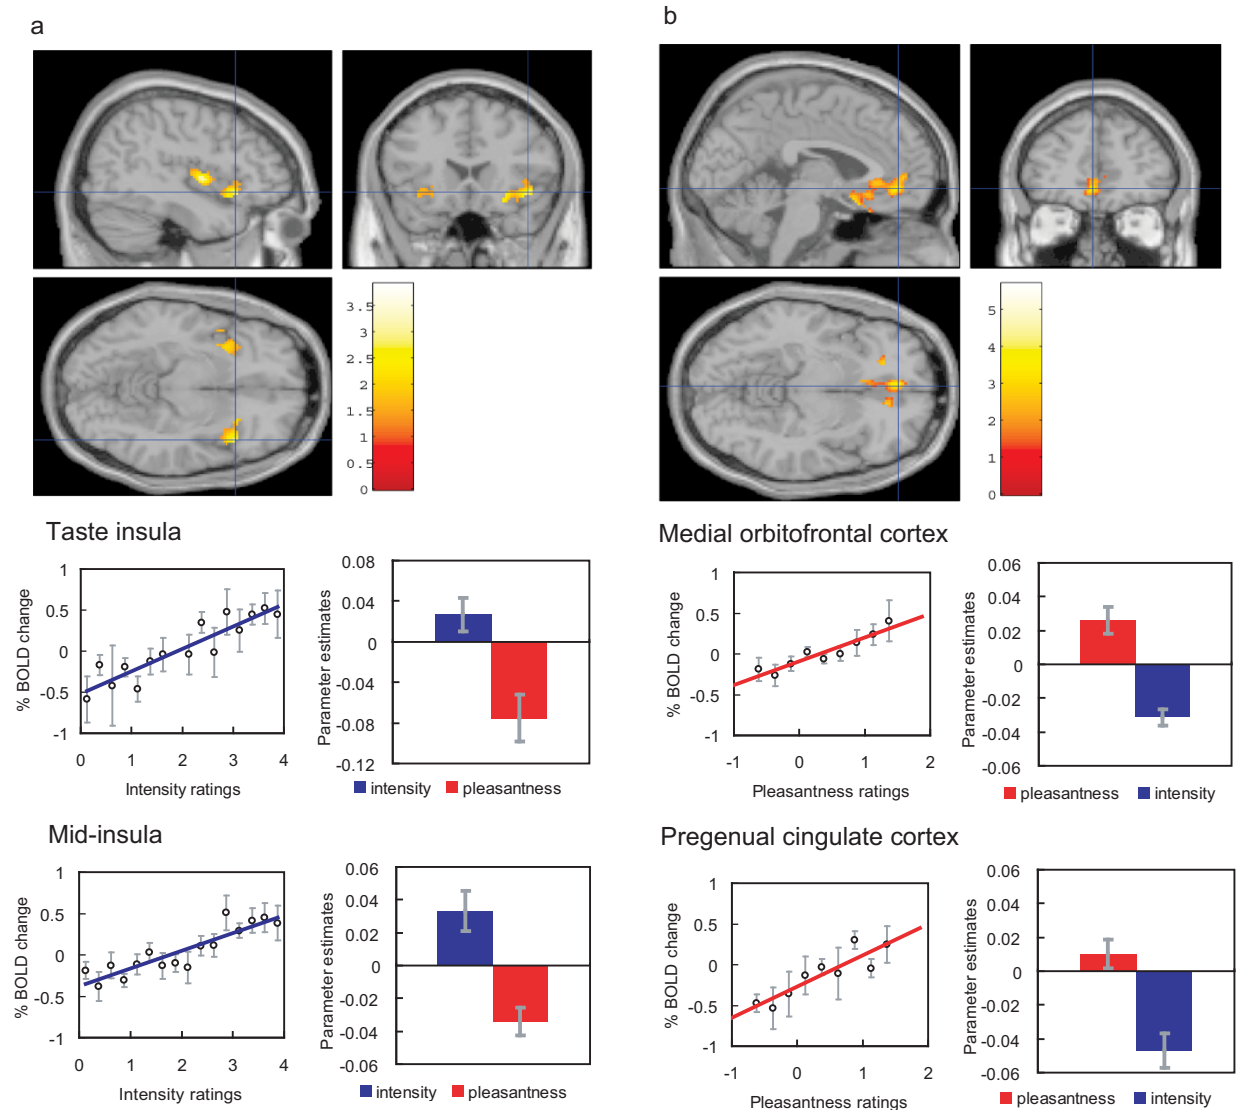 a
b
3.5
3
2.5
2
1.5
1
0.5
0
5
4
3
2
1
0
Taste insula
1
0.5
0
-0.5
-1
% BOLD change
0 1 2 3 4
Intensity ratings
0.08
0.04
0
-0.04
-0.08
-0.12
Parameter estimates
intensity pleasantness
Medial orbitofrontal cortex
1
0.5
0
-0.5
-1
% BOLD change
-1 0 1 2
Pleasantness ratings
0.06
0.04
0.02
0
-0.02
-0.04
-0.06
Parameter estimates
pleasantness intensity
Mid-insula
1
0.5
0
-0.5
-1
% BOLD change
0 1 2 3 4
Intensity ratings
0.06
0.04
0.02
0
-0.02
-0.04
-0.06
Parameter estimates
intensity pleasantness
Pregenual cingulate cortex
1
0.5
0
-0.5
-1
% BOLD change
-1 0 1 2
Pleasantness ratings
0.06
0.04
0.02
0
-0.02
-0.04
-0.06
Parameter estimates
pleasantness intensity